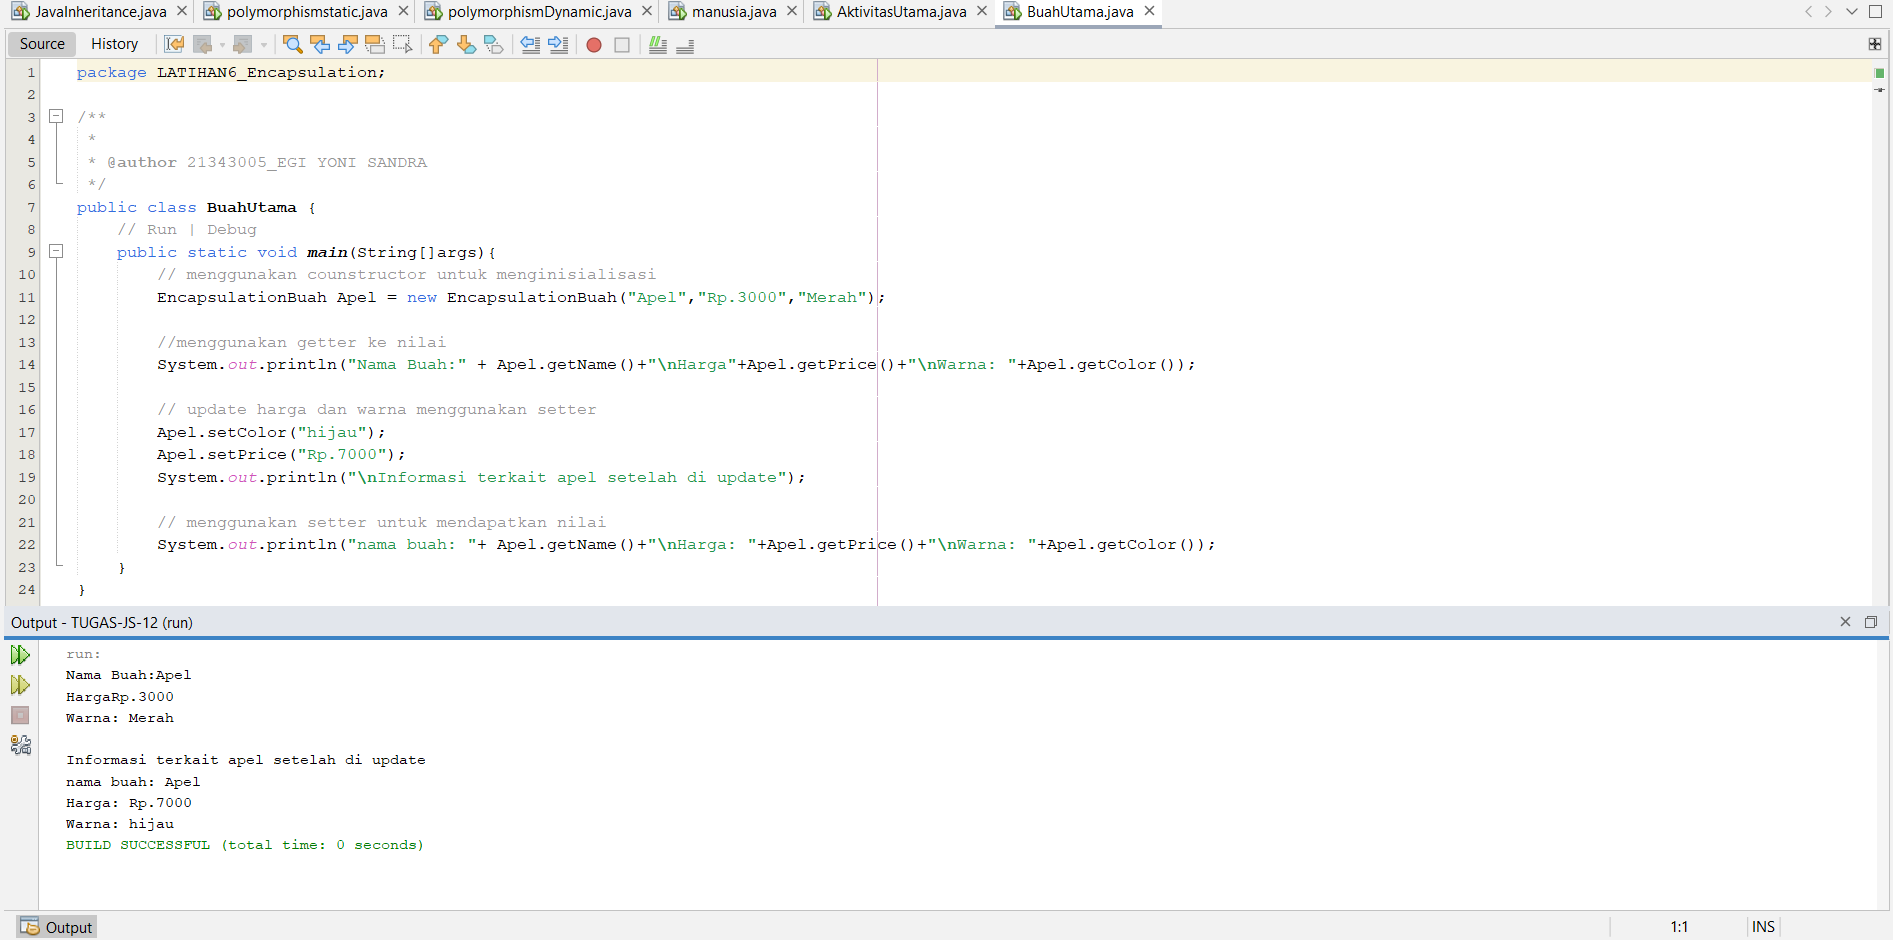 JavaInheritance.java polymorphismstatic.java polymorphismDynamic.java manusia.java AktivitasUtama.java BuahUtama.java
Source History
1 package LATIHAN6_Encapsulation;
2
3 /**
4 *
5 * @author 21343005_EGI YONI SANDRA
6 */
7 public class BuahUtama {
8 // Run | Debug
9 public static void main(String[]args){
10 // menggunakan counstructor untuk menginisialisasi
11 EncapsulationBuah Apel = new EncapsulationBuah("Apel","Rp.3000","Merah");
12
13 //menggunakan getter ke nilai
14 System.out.println("Nama Buah:" + Apel.getName()+"\nHarga"+Apel.getPrice()+"\nWarna: "+Apel.getColor());
15
16 // update harga dan warna menggunakan setter
17 Apel.setColor("hijau");
18 Apel.setPrice("Rp.7000");
19 System.out.println("\nInformasi terkait apel setelah di update");
20
21 // menggunakan setter untuk mendapatkan nilai
22 System.out.println("nama buah: "+ Apel.getName()+"\nHarga: "+Apel.getPrice()+"\nWarna: "+Apel.getColor());
23 }
24 }
Output - TUGAS-JS-12 (run)
run:
Nama Buah:Apel
HargaRp.3000
Warna: Merah
Informasi terkait apel setelah di update
nama buah: Apel
Harga: Rp.7000
Warna: hijau
BUILD SUCCESSFUL (total time: 0 seconds)
Output 1:1 INS